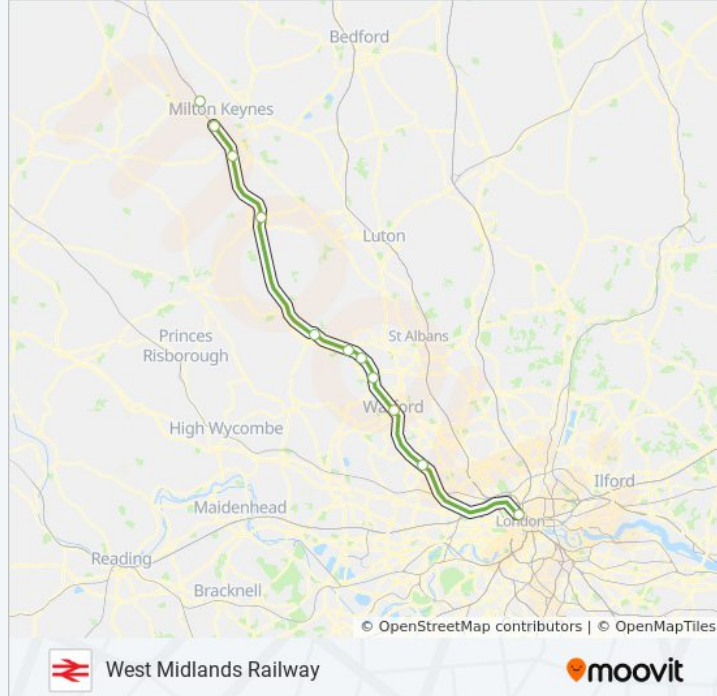 Bedford
Milton Keynes
Luton
Princes
Risborough
St Albans
Watford
High Wycombe
Ilford
Maidenhead
London
Reading
Bracknell
© OpenStreetMap contributors | © OpenMapTiles
West Midlands Railway
moovit